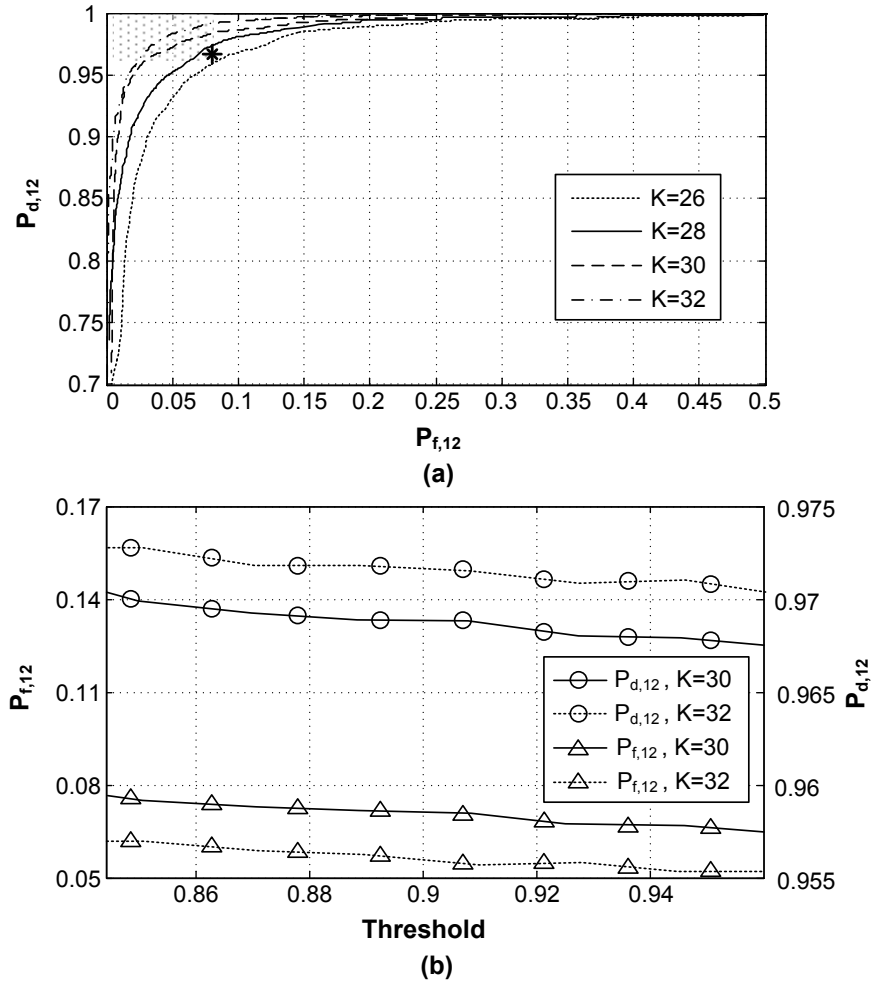 1
0.95
0.9
0.85
0.8
0.75
0.7
P_d,12
K=26
K=28
K=30
K=32
0 0.05 0.1 0.15 0.2 0.25 0.3 0.35 0.4 0.45 0.5
P_f,12
(a)
0.17
0.14
0.11
0.08
0.05
P_f,12
0.975
0.97
0.965
0.96
0.955
P_d,12
P_d,12 , K=30
P_d,12 , K=32
P_f,12 , K=30
P_f,12 , K=32
0.86 0.88 0.9 0.92 0.94
Threshold
(b)